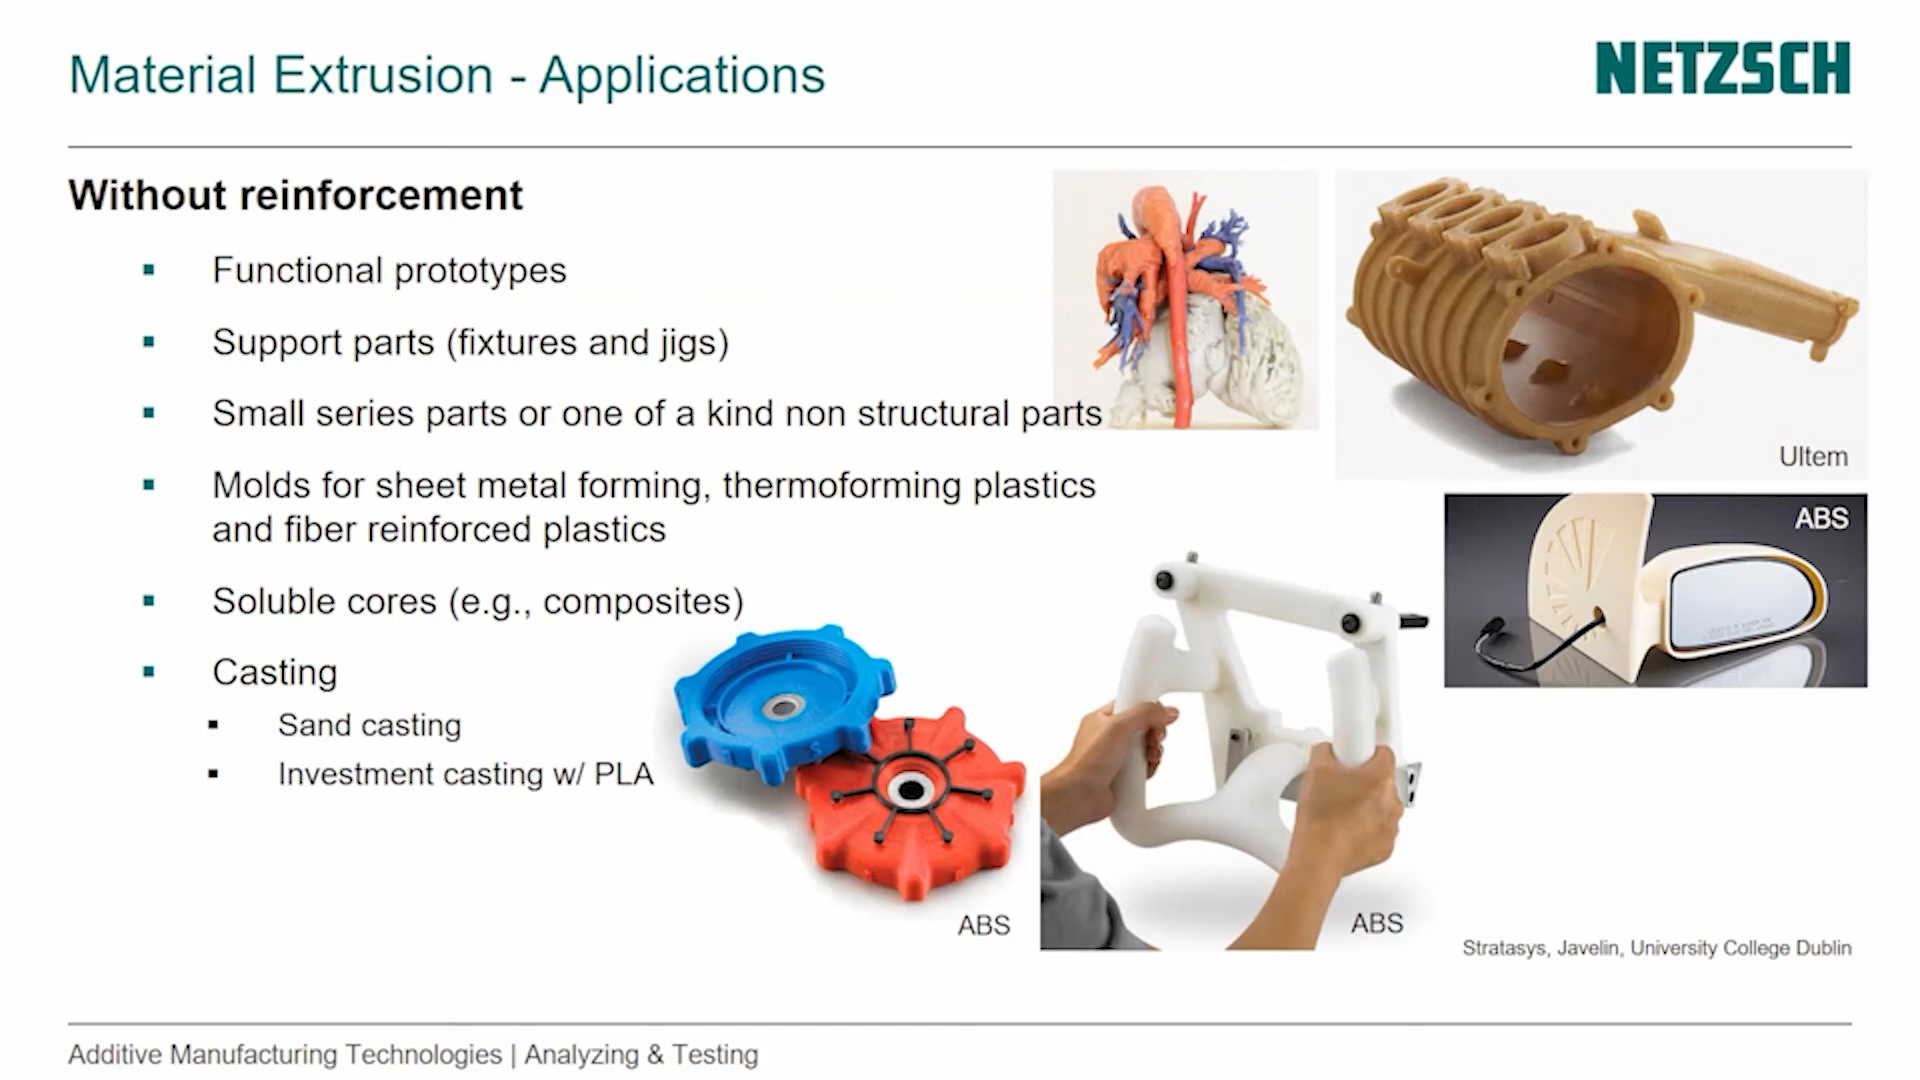 Material Extrusion - Applications
NETZSCH
Without reinforcement
Functional prototypes
Support parts (fixtures and jigs)
Small series parts or one of a kind non structural parts
Molds for sheet metal forming, thermoforming plastics
and fiber reinforced plastics
Soluble cores (e.g., composites)
Casting
Sand casting
Investment casting w/ PLA
Ultem
ABS
ABS
ABS
Stratasys, Javelin, University College Dublin
Additive Manufacturing Technologies | Analyzing & Testing